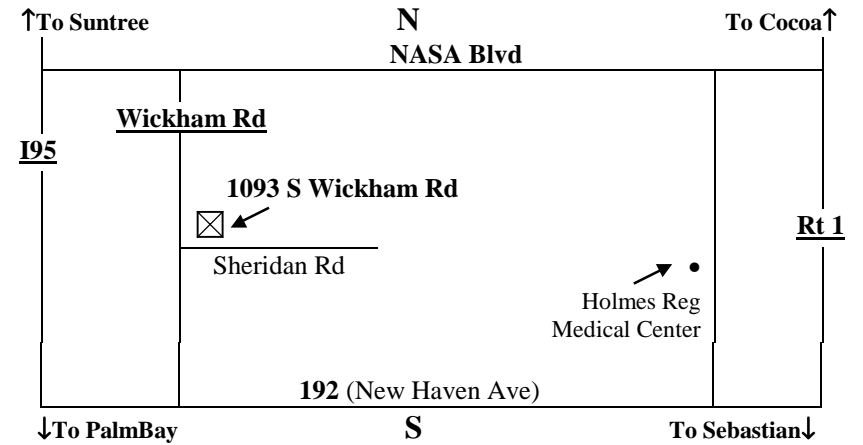 ↑To Suntree
N
To Cocoa↑
NASA Blvd
Wickham Rd
I95
1093 S Wickham Rd
Rt 1
Sheridan Rd
Holmes Reg
Medical Center
192 (New Haven Ave)
↓To PalmBay
S
To Sebastian↓